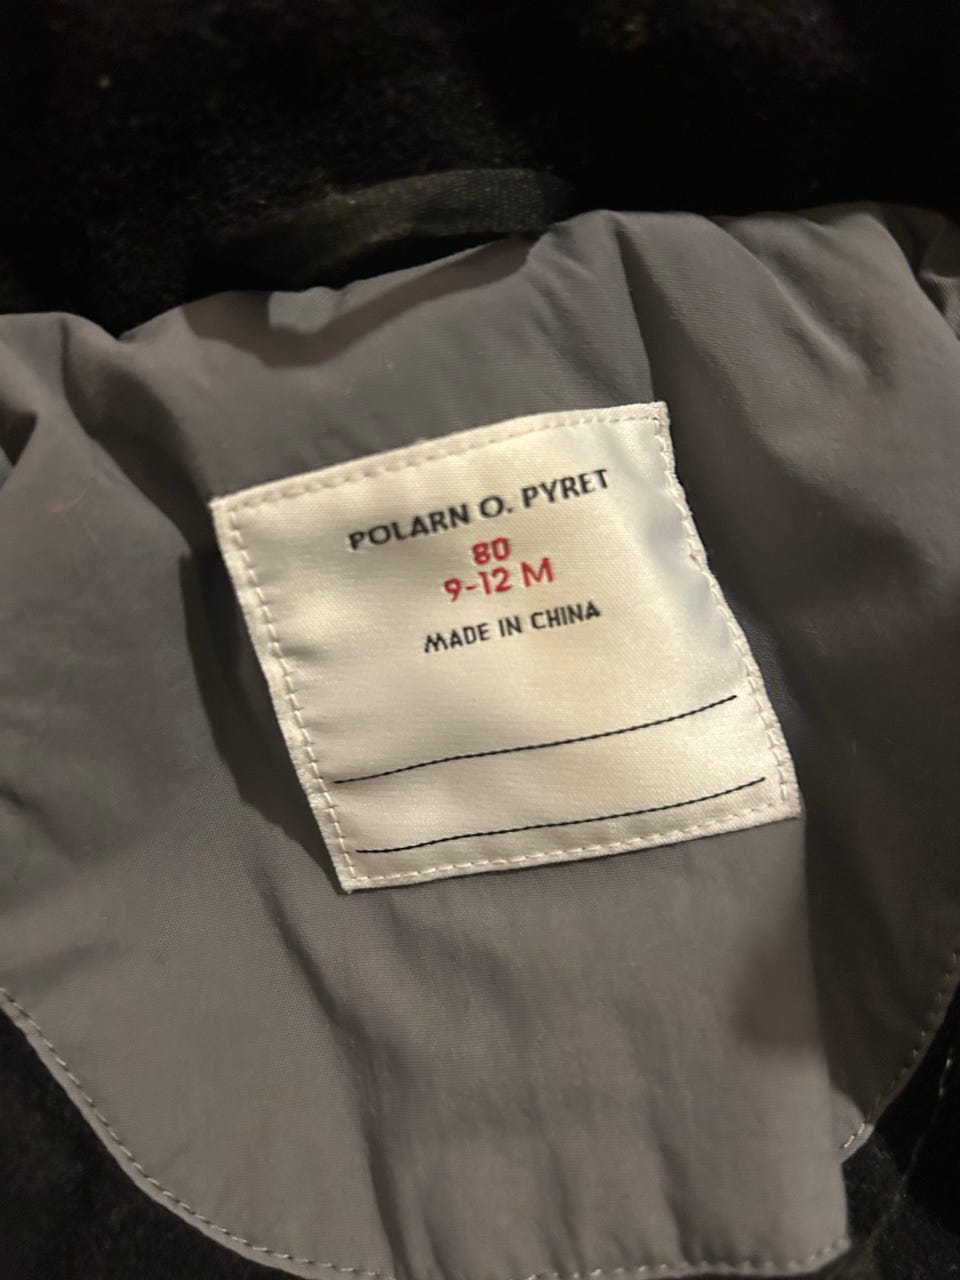 POLARN O. PYRET
80
9-12 M
MADE IN CHINA